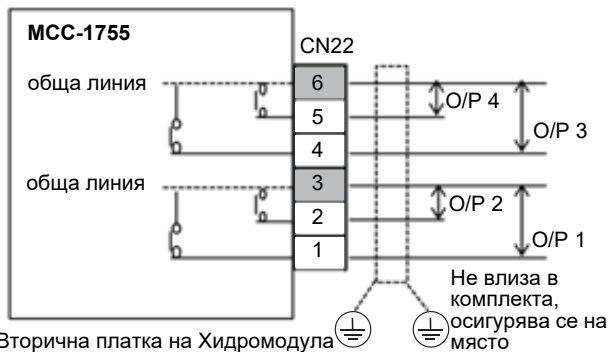 MCC-1755
CN22
обща линия
6
O/P 4
5
O/P 3
4
обща линия
3
O/P 2
2
O/P 1
1
Не влиза в
комплекта,
осигурява се на
място
Вторична платка на Хидромодула